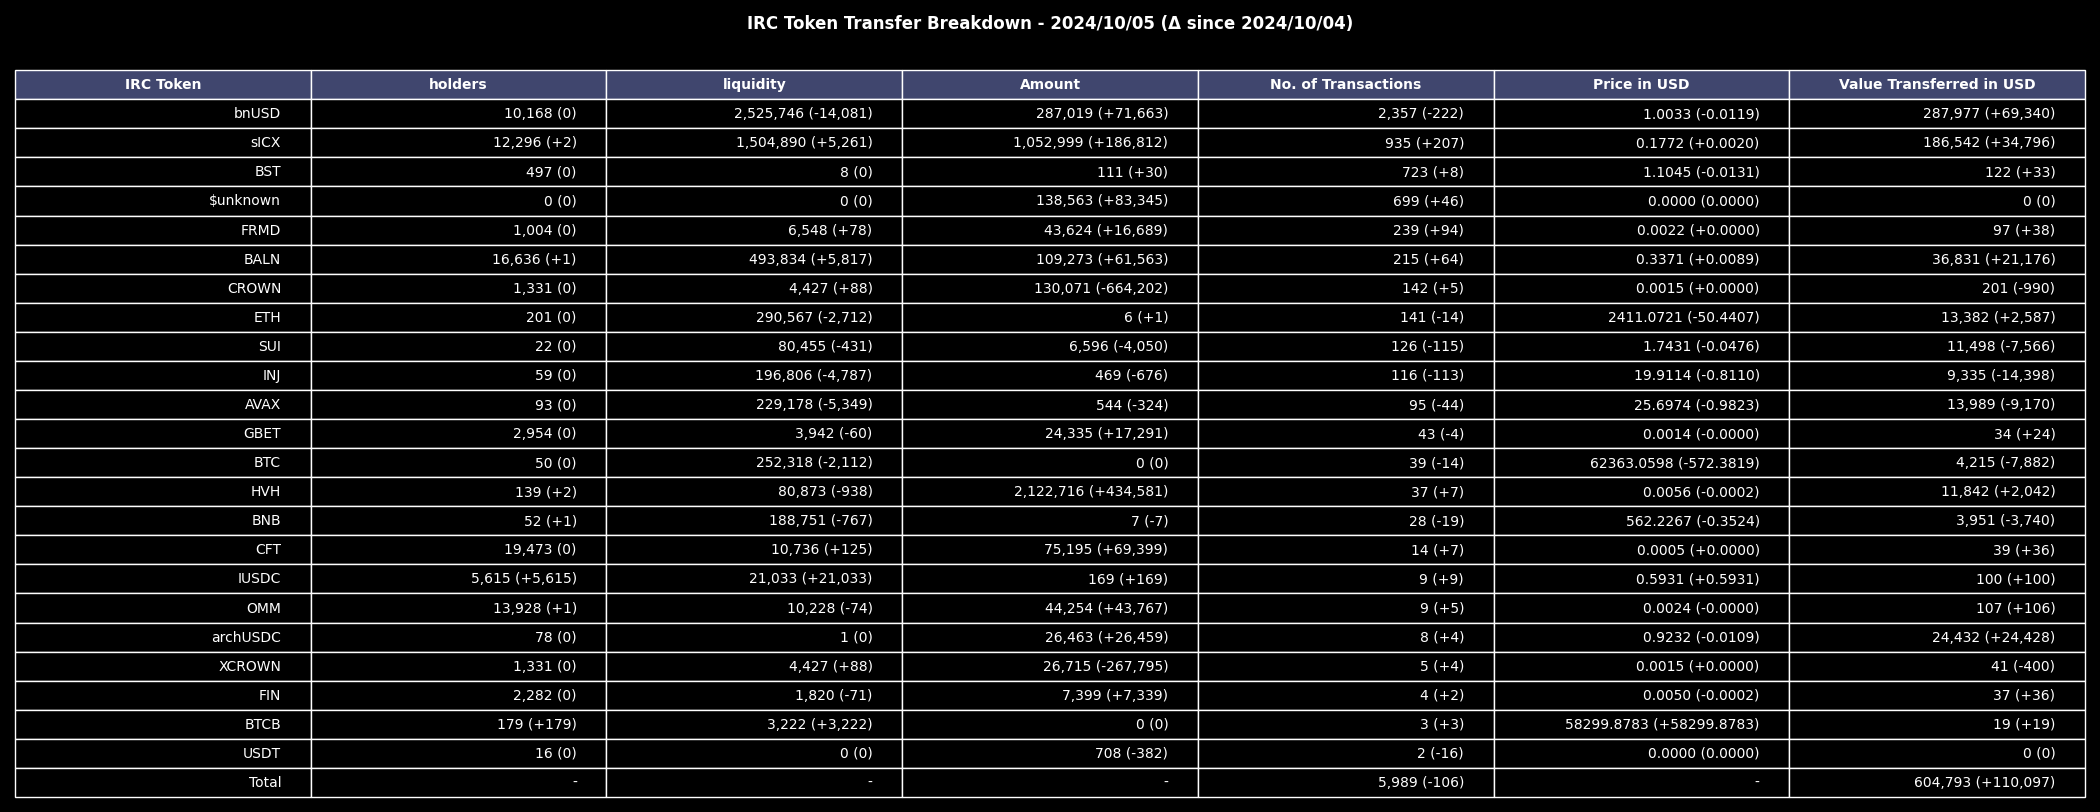 IRC Token Transfer Breakdown - 2024/10/05 (Δ since 2024/10/04)
IRC Token holders liquidity Amount No. of Transactions Price in USD Value Transferred in USD
bnUSD 10,168 (0) 2,525,746 (-14,081) 287,019 (+71,663) 2,357 (-222) 1.0033 (-0.0119) 287,977 (+69,340)
sICX 12,296 (+2) 1,504,890 (+5,261) 1,052,999 (+186,812) 935 (+207) 0.1772 (+0.0020) 186,542 (+34,796)
BST 497 (0) 8 (0) 111 (+30) 723 (+8) 1.1045 (-0.0131) 122 (+33)
$unknown 0 (0) 0 (0) 138,563 (+83,345) 699 (+46) 0.0000 (0.0000) 0 (0)
FRMD 1,004 (0) 6,548 (+78) 43,624 (+16,689) 239 (+94) 0.0022 (+0.0000) 97 (+38)
BALN 16,636 (+1) 493,834 (+5,817) 109,273 (+61,563) 215 (+64) 0.3371 (+0.0089) 36,831 (+21,176)
CROWN 1,331 (0) 4,427 (+88) 130,071 (-664,202) 142 (+5) 0.0015 (+0.0000) 201 (-990)
ETH 201 (0) 290,567 (-2,712) 6 (+1) 141 (-14) 2411.0721 (-50.4407) 13,382 (+2,587)
SUI 22 (0) 80,455 (-431) 6,596 (-4,050) 126 (-115) 1.7431 (-0.0476) 11,498 (-7,566)
INJ 59 (0) 196,806 (-4,787) 469 (-676) 116 (-113) 19.9114 (-0.8110) 9,335 (-14,398)
AVAX 93 (0) 229,178 (-5,349) 544 (-324) 95 (-44) 25.6974 (-0.9823) 13,989 (-9,170)
GBET 2,954 (0) 3,942 (-60) 24,335 (+17,291) 43 (-4) 0.0014 (-0.0000) 34 (+24)
BTC 50 (0) 252,318 (-2,112) 0 (0) 39 (-14) 62363.0598 (-572.3819) 4,215 (-7,882)
HVH 139 (+2) 80,873 (-938) 2,122,716 (+434,581) 37 (+7) 0.0056 (-0.0002) 11,842 (+2,042)
BNB 52 (+1) 188,751 (-767) 7 (-7) 28 (-19) 562.2267 (-0.3524) 3,951 (-3,740)
CFT 19,473 (0) 10,736 (+125) 75,195 (+69,399) 14 (+7) 0.0005 (+0.0000) 39 (+36)
IUSDC 5,615 (+5,615) 21,033 (+21,033) 169 (+169) 9 (+9) 0.5931 (+0.5931) 100 (+100)
OMM 13,928 (+1) 10,228 (-74) 44,254 (+43,767) 9 (+5) 0.0024 (-0.0000) 107 (+106)
archUSDC 78 (0) 1 (0) 26,463 (+26,459) 8 (+4) 0.9232 (-0.0109) 24,432 (+24,428)
XCROWN 1,331 (0) 4,427 (+88) 26,715 (-267,795) 5 (+4) 0.0015 (+0.0000) 41 (-400)
FIN 2,282 (0) 1,820 (-71) 7,399 (+7,339) 4 (+2) 0.0050 (-0.0002) 37 (+36)
BTCB 179 (+179) 3,222 (+3,222) 0 (0) 3 (+3) 58299.8783 (+58299.8783) 19 (+19)
USDT 16 (0) 0 (0) 708 (-382) 2 (-16) 0.0000 (0.0000) 0 (0)
Total - - - 5,989 (-106) - 604,793 (+110,097)